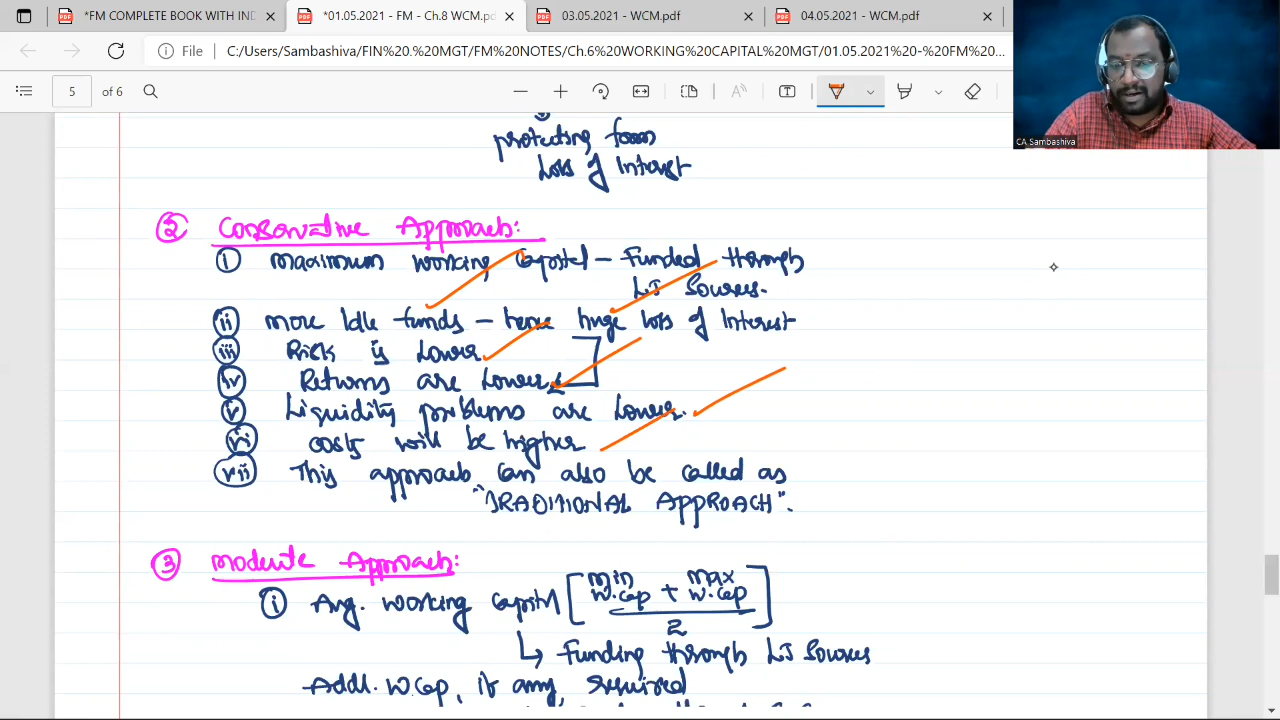 *FM COMPLETE BOOK WITH IND
*01.05.2021 - FM - Ch.8 WCM.pd
03.05.2021 - WCM.pdf
04.05.2021 - WCM.pdf
File
C:/Users/Sambashiva/FIN%20.%20MGT/FM%20NOTES/Ch.6%20WORKING%20CAPITAL%20MGT/01.05.2021%20-%20FM%20...
5 of 6
CA Sambashiva
protecting from
Loss of Interest
② Conservative Approach:
ⓘ maximum working capital - Funded through
LT Sources.
ⓘⓘ more Idle funds - hence huge loss of Interest
iii Risk is Lower
iv Returns are Lower
v Liquidity problems are Lower.
vi costs will be higher
vii This approach can also be called as
"TRADITIONAL APPROACH".
③ moderate Approach:
i Avg. working capital [min w.cap + max w.cap / 2]
↳ Funding through LT Sources
Addl. W.Cap, if any, required